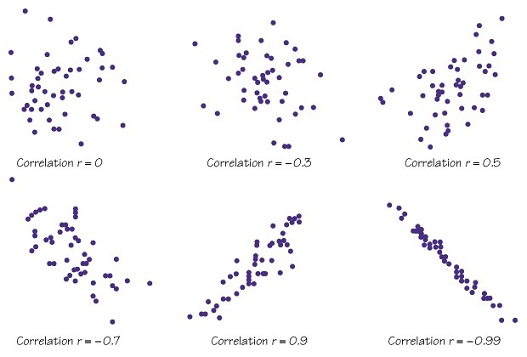 Correlation r = 0
Correlation r = −0.3
Correlation r = 0.5
Correlation r = −0.7
Correlation r = 0.9
Correlation r = −0.99